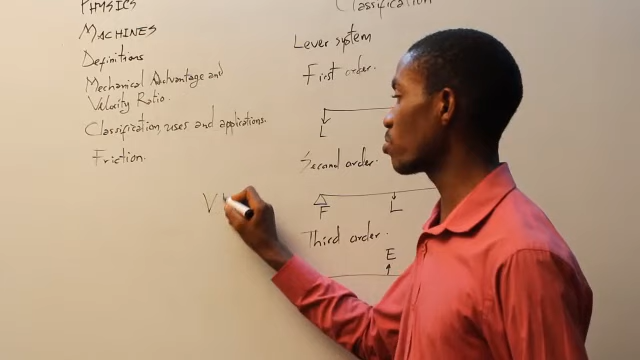 PHYSICS
MACHINES
Definitions
Mechanical Advantage and
Velocity Ratio.
Classification, uses and applications.
Friction.
Classification
Lever system
First order.
L
Second order.
F L
Third order.
E
V